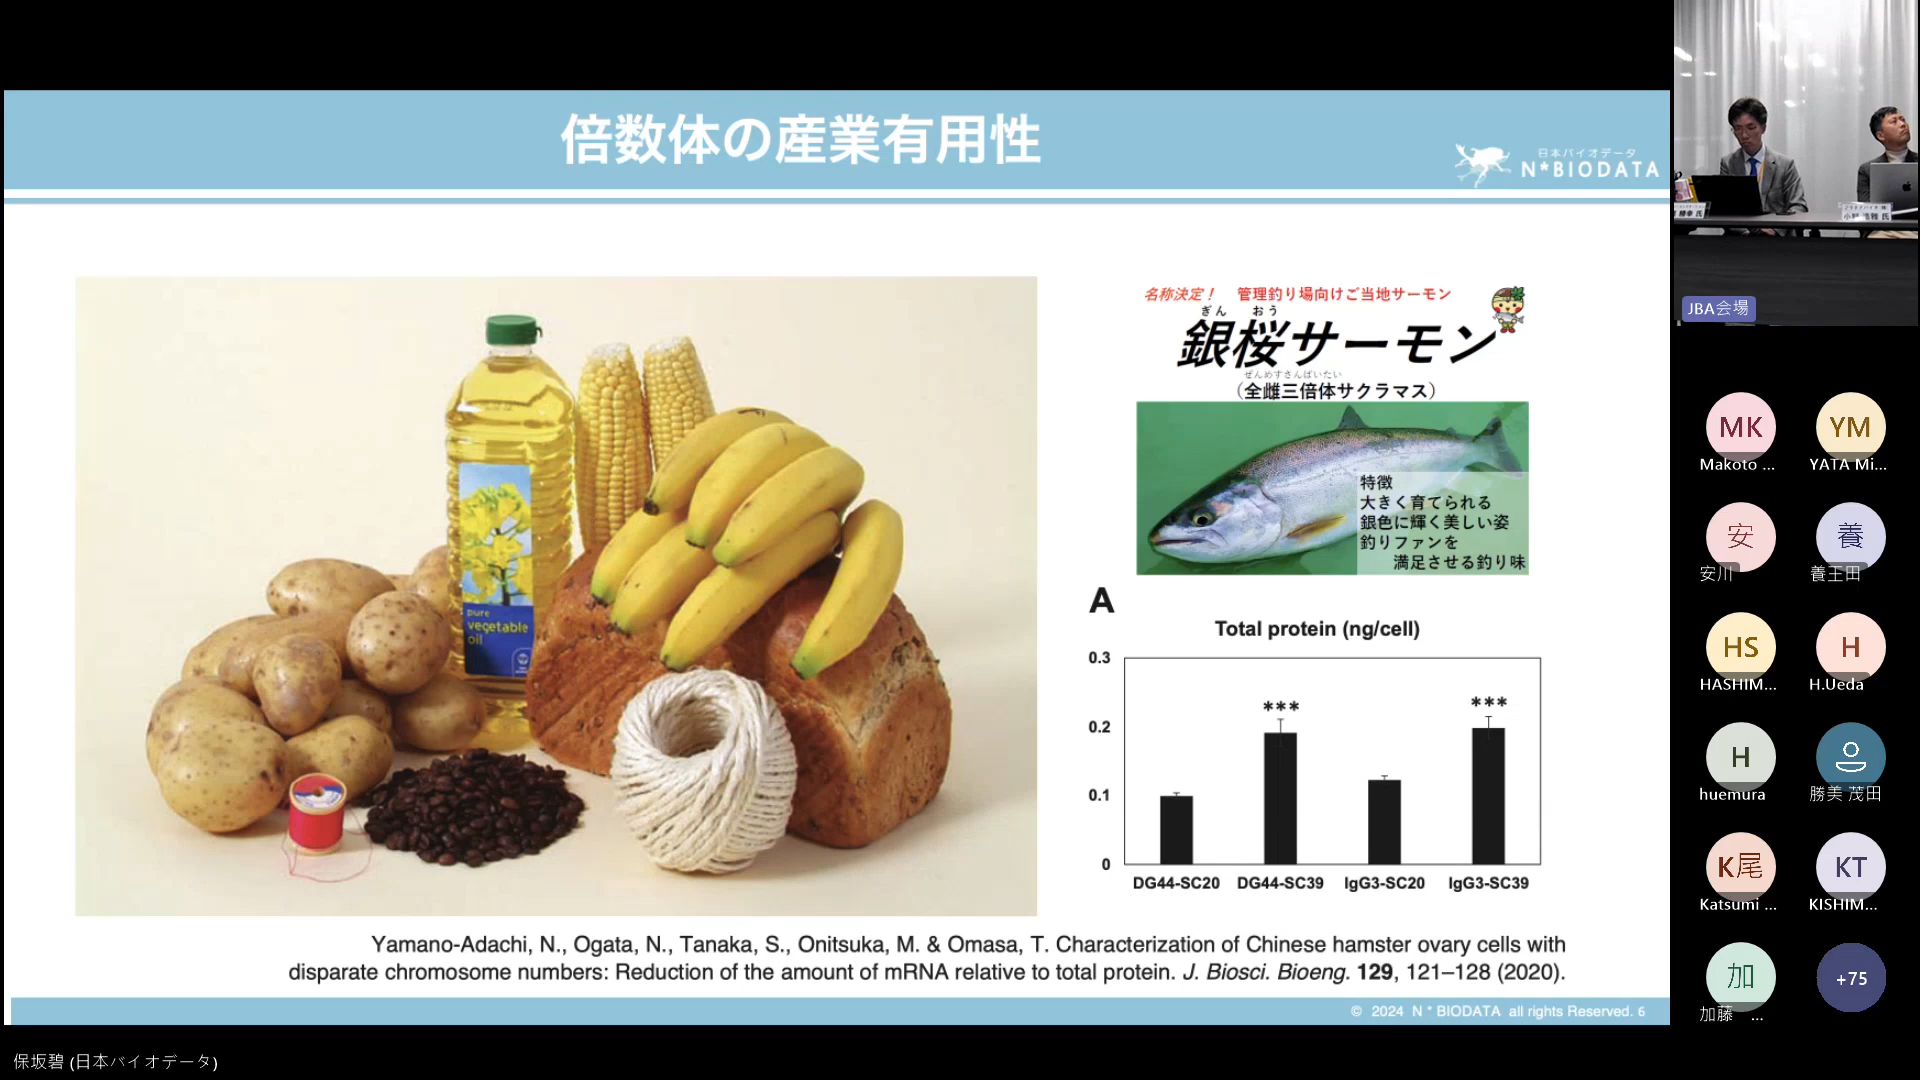 倍数体の産業有用性
日本バイオデータ
N*BIODATA
pure
vegetable
oil
名称決定! 管理釣り場向けご当地サーモン
ぎん おう
銀桜サーモン
ぜんめすさんばいたい
(全雌三倍体サクラマス)
特徴
大きく育てられる
銀色に輝く美しい姿
釣りファンを
満足させる釣り味
A
Total protein (ng/cell)
0.3
0.2
0.1
0
*** ***
DG44-SC20 DG44-SC39 IgG3-SC20 IgG3-SC39
Yamano-Adachi, N., Ogata, N., Tanaka, S., Onitsuka, M. & Omasa, T. Characterization of Chinese hamster ovary cells with
disparate chromosome numbers: Reduction of the amount of mRNA relative to total protein. J. Biosci. Bioeng. 129, 121–128 (2020).
© 2024 N * BIODATA all rights Reserved. 6
保坂碧 (日本バイオデータ)
JBA会場
MK YM
Makoto ... YATA Mi...
安 養
安川 養王田
HS H
HASHIM... H.Ueda
H
huemura 勝美 茂田
K尾 KT
Katsumi ... KISHIM...
加 +75
加藤 ...